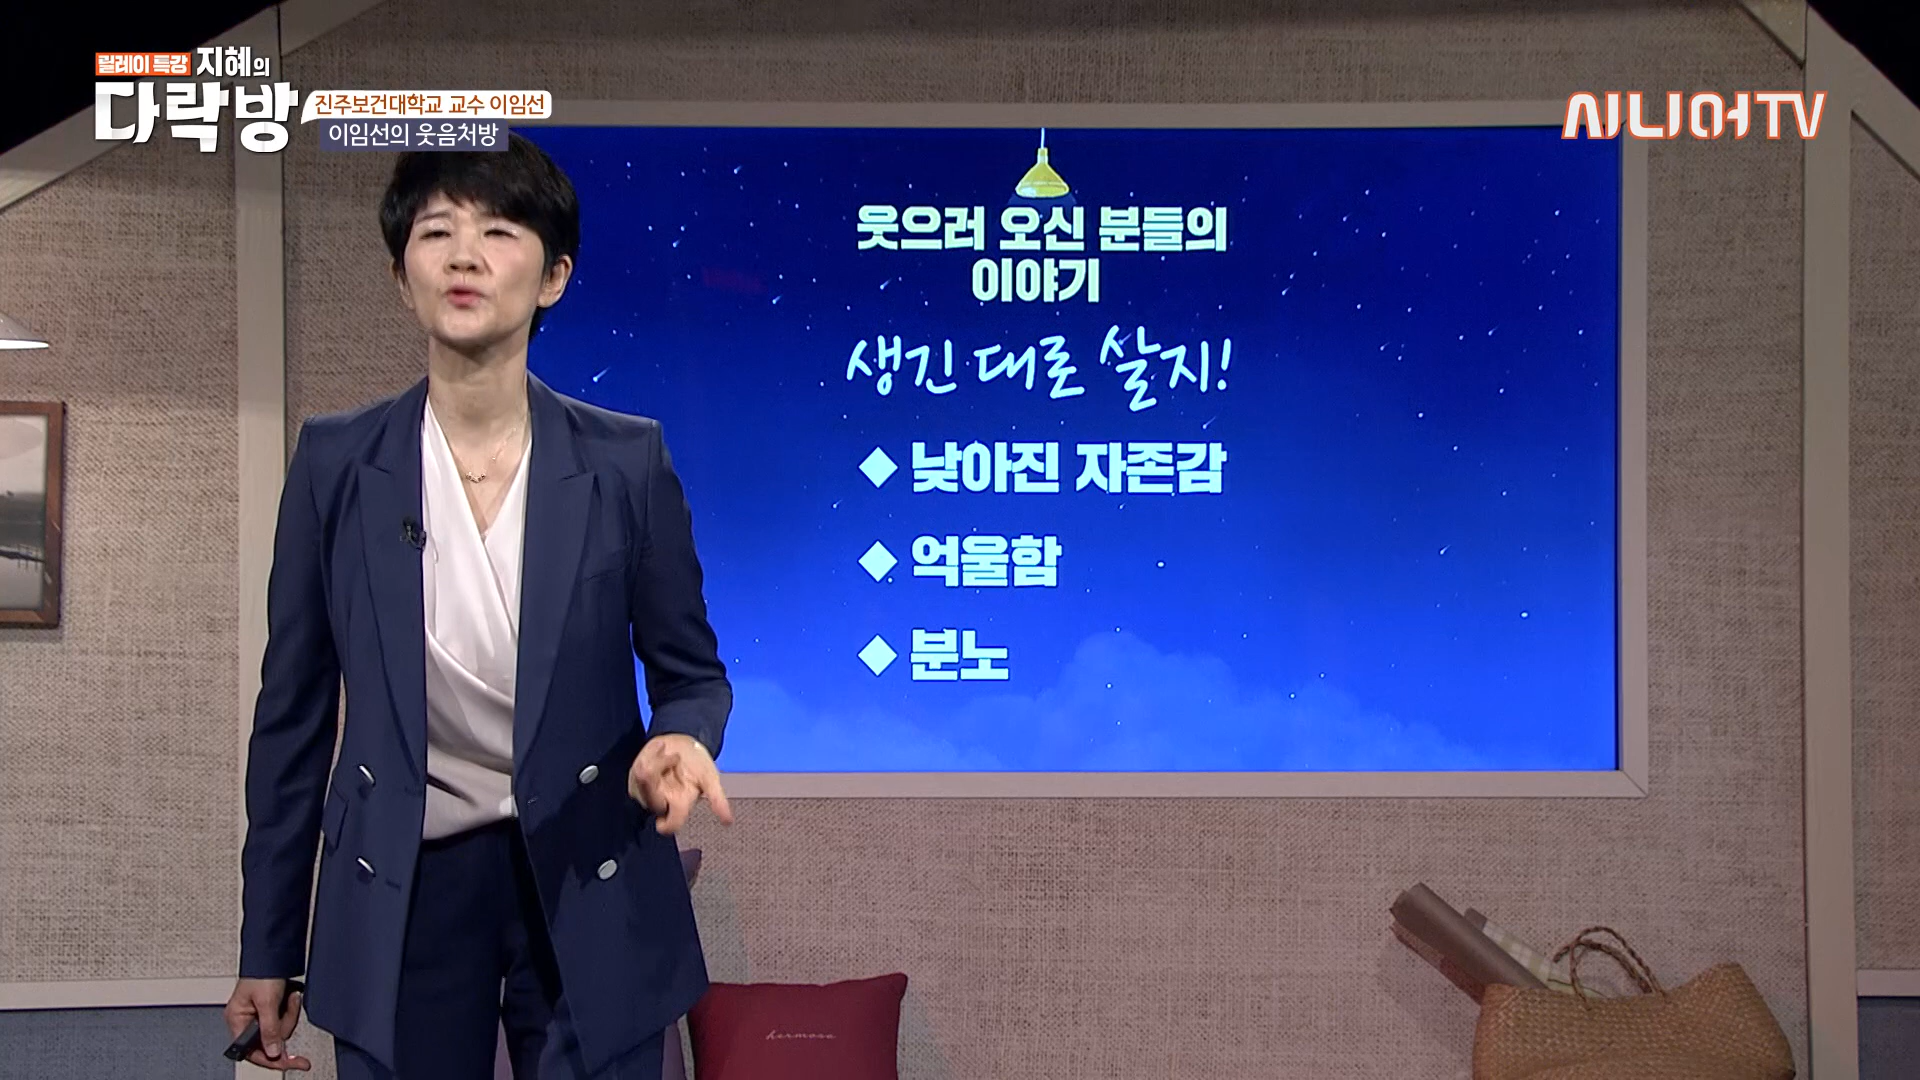 릴레이 특강 지혜의
다락방
진주보건대학교 교수 이임선
이임선의 웃음처방
시니어TV
웃으러 오신 분들의
이야기
생긴 대로 살지!
◆ 낮아진 자존감
◆ 억울함
◆ 분노
hermosa